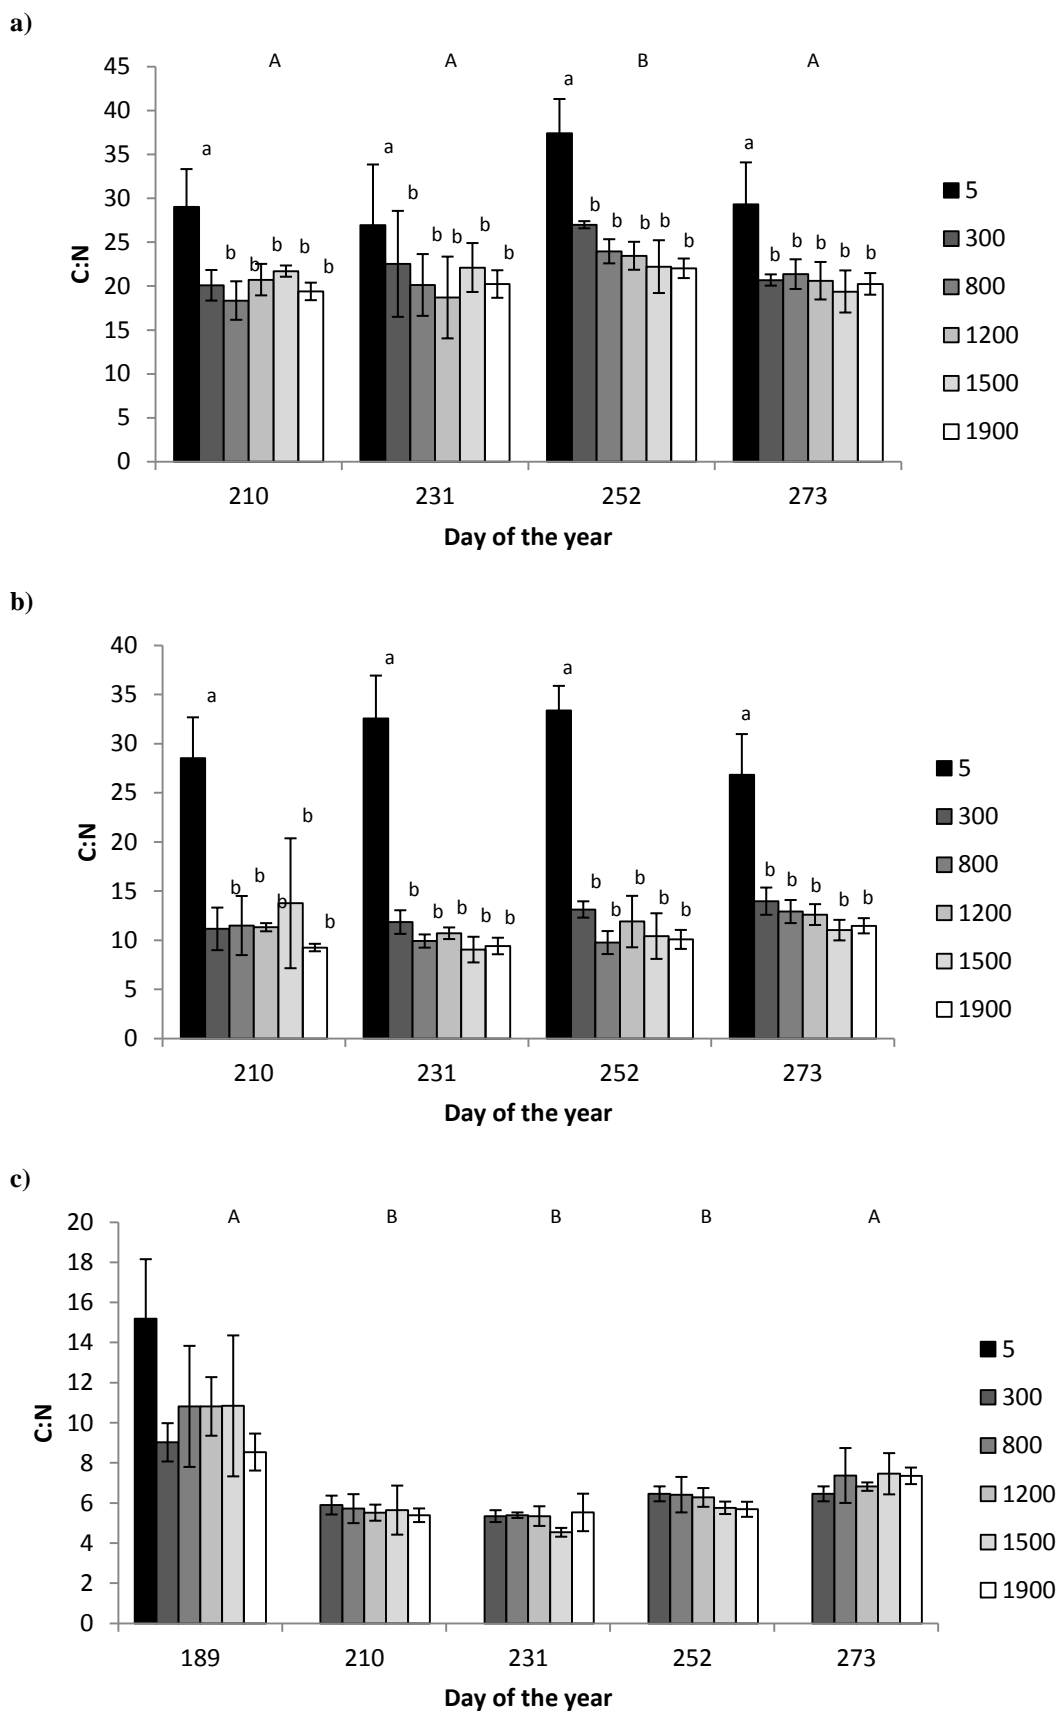 a)
A A B A
45
40
35
30
25
20
15
10
5
0
C:N
a b b b b b
a b b b b b
a b b b b b
a b b b b b
210 231 252 273
Day of the year
5
300
800
1200
1500
1900
b)
40
35
30
25
20
15
10
5
0
C:N
a b b b b b
a b b b b b
a b b b b b
a b b b b b
210 231 252 273
Day of the year
5
300
800
1200
1500
1900
c)
A B B B A
20
18
16
14
12
10
8
6
4
2
0
C:N
189 210 231 252 273
Day of the year
5
300
800
1200
1500
1900